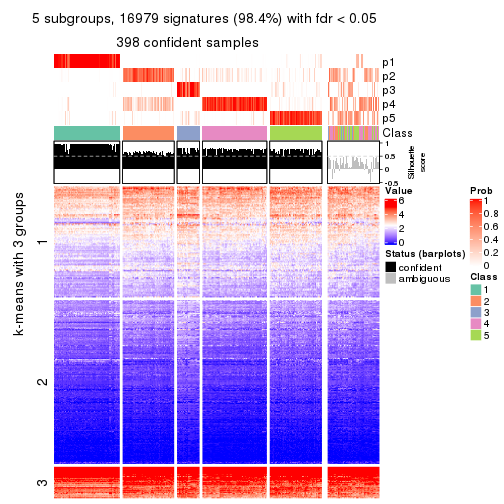 5 subgroups, 16979 signatures (98.4%) with fdr < 0.05
398 confident samples
p1
p2
p3
p4
p5
Class
1
0.5
0
-0.5
Silhouette
score
k-means with 3 groups
1
2
3
Value
6
4
2
0
Status (barplots)
confident
ambiguous
Prob
1
0.8
0.6
0.4
0.2
0
Class
1
2
3
4
5